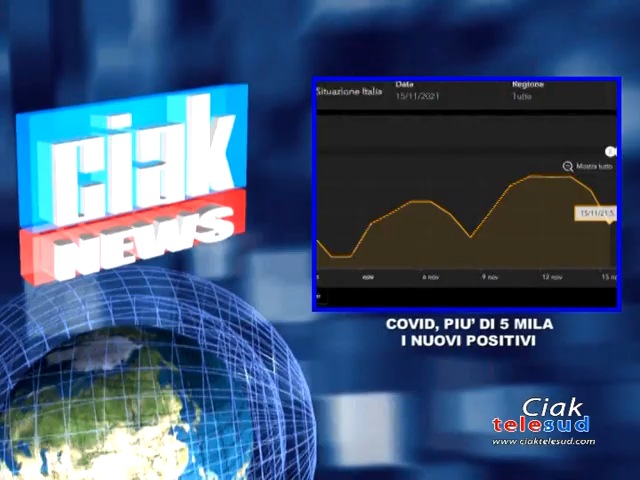 ciak
NEWS
Situazione Italia
Data
15/11/2021
Regione
Tutte
Mostra tutto
15/11/21,5.
nov
6 nov
9 nov
12 nov
15 n
COVID, PIU' DI 5 MILA
I NUOVI POSITIVI
Ciak
telesud
www.ciaktelesud.com